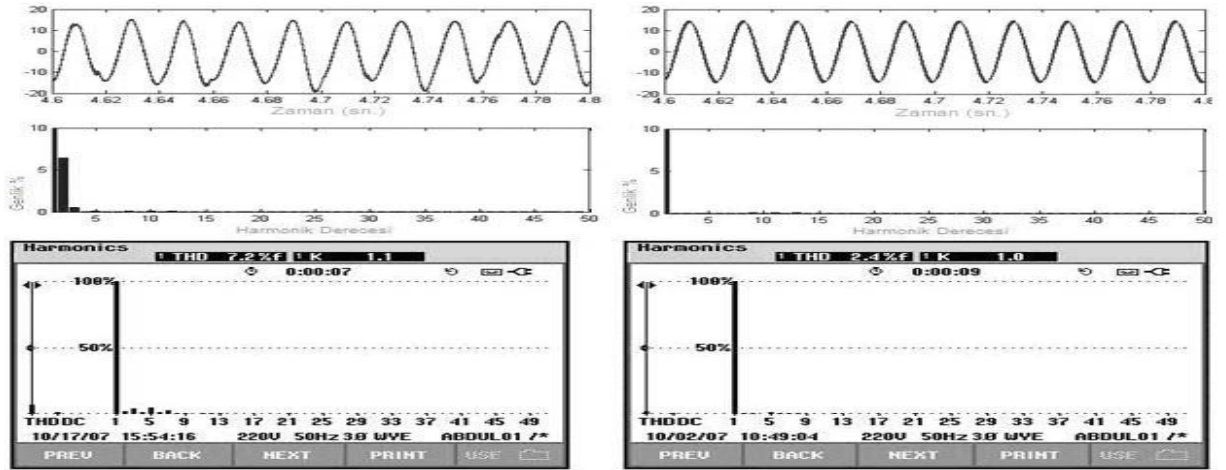 20
10
0
-10
-20
4.6 4.62 4.64 4.66 4.68 4.7 4.72 4.74 4.76 4.78 4.8
Zaman (sn.)
10
5
0
Genlik %
5 10 15 20 25 30 35 40 45 50
Harmonik Derecesi
Harmonics
THD 7.2%f K 1.1
0:00:07
100%
50%
THDDC 1 5 9 13 17 21 25 29 33 37 41 45 49
10/17/07 15:54:16 220V 50Hz 3Ø WYE ABDUL01 /*
PREV BACK NEXT PRINT USE
20
10
0
-10
-20
4.6 4.62 4.64 4.66 4.68 4.7 4.72 4.74 4.76 4.78 4.8
Zaman (sn.)
10
5
0
Genlik %
5 10 15 20 25 30 35 40 45 50
Harmonik Derecesi
Harmonics
THD 2.4%f K 1.0
0:00:09
100%
50%
THDDC 1 5 9 13 17 21 25 29 33 37 41 45 49
10/02/07 10:49:04 220V 50Hz 3Ø WYE ABDUL01 /*
PREV BACK NEXT PRINT USE